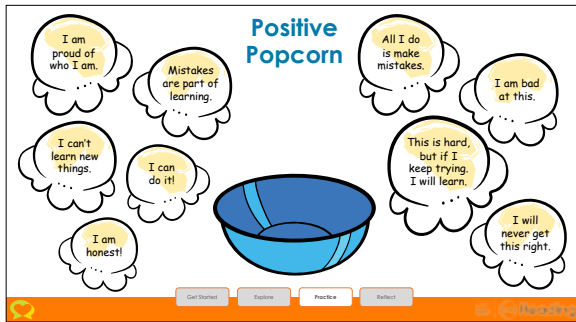 Positive
Popcorn
I am
proud of
who I am.
Mistakes
are part of
learning.
All I do
is make
mistakes.
I am bad
at this.
I can't
learn new
things.
I can
do it!
This is hard,
but if I
keep trying.
I will learn.
I am
honest!
I will
never get
this right.
Get Started
Explore
Practice
Reflect
Reading